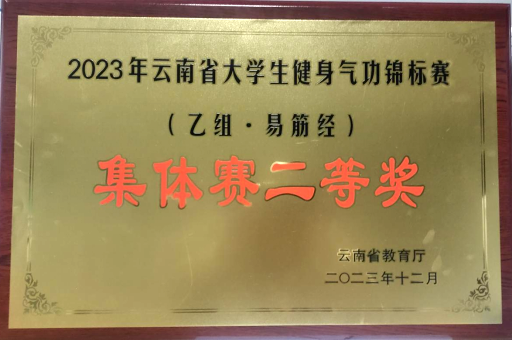 2023年云南省大学生健身气功锦标赛
（乙组·易筋经）
集体赛二等奖
云南省教育厅
二〇二三年十二月